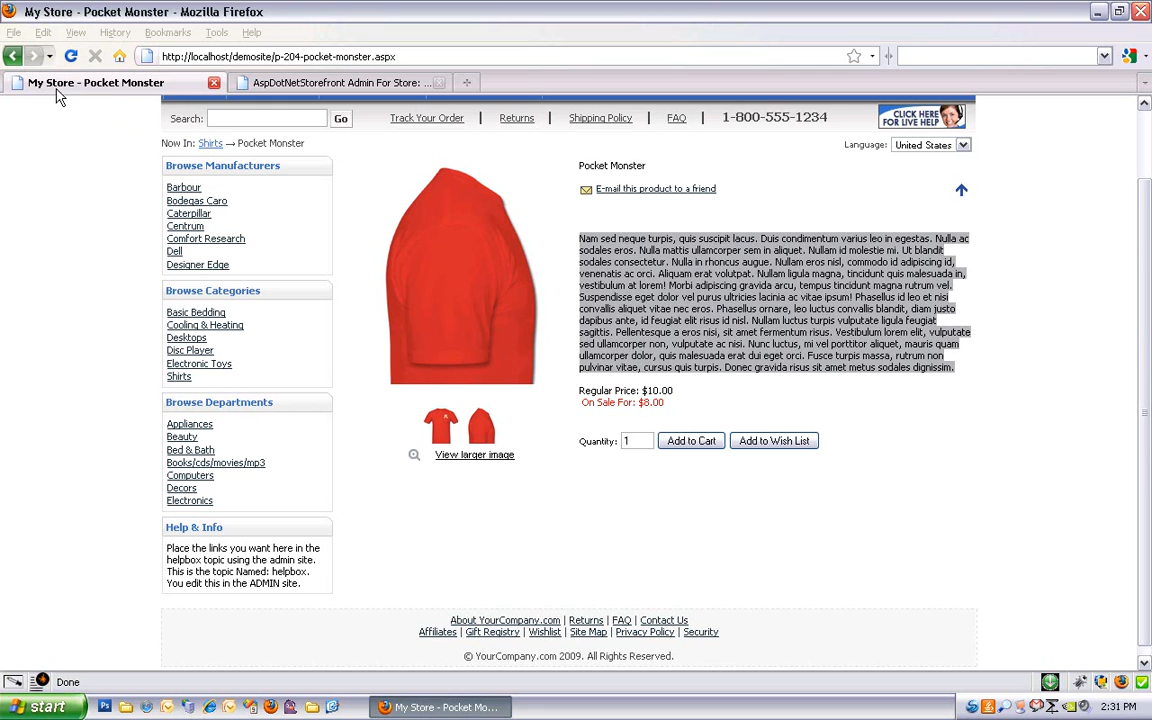 My Store - Pocket Monster - Mozilla Firefox
File Edit View History Bookmarks Tools Help
http://localhost/demosite/p-204-pocket-monster.aspx
My Store - Pocket Monster
AspDotNetStorefront Admin For Store: ...
Search: Go Track Your Order | Returns | Shipping Policy | FAQ | 1-800-555-1234 CLICK HERE FOR LIVE HELP
Now In: Shirts → Pocket Monster
Language: United States
Browse Manufacturers
Barbour
Bodegas Caro
Caterpillar
Centrum
Comfort Research
Dell
Designer Edge
Browse Categories
Basic Bedding
Cooling & Heating
Desktops
Disc Player
Electronic Toys
Shirts
Browse Departments
Appliances
Beauty
Bed & Bath
Books/cds/movies/mp3
Computers
Decors
Electronics
Help & Info
Place the links you want here in the
helpbox topic using the admin site.
This is the topic Named: helpbox.
You edit this in the ADMIN site.
View larger image
Pocket Monster
E-mail this product to a friend
Nam sed neque turpis, quis suscipit lacus. Duis condimentum varius leo in egestas. Nulla ac
sodales eros. Nulla mattis ullamcorper sem in aliquet. Nullam id molestie mi. Ut blandit
sodales consectetur. Nulla in rhoncus augue. Nullam eros nisl, commodo id adipiscing id,
venenatis ac orci. Aliquam erat volutpat. Nullam ligula magna, tincidunt quis malesuada in,
vestibulum at lorem! Morbi adipiscing gravida arcu, tempus tincidunt magna rutrum vel.
Suspendisse eget dolor vel purus ultricies lacinia ac vitae ipsum! Phasellus id leo et nisi
convallis aliquet vitae nec eros. Phasellus ornare, leo luctus convallis blandit, diam justo
dapibus ante, id feugiat elit risus id nisl. Nullam luctus turpis vulputate ligula feugiat
sagittis. Pellentesque a eros nisi, sit amet fermentum risus. Vestibulum lorem elit, vulputate
sed ullamcorper non, vulputate ac nisi. Nunc luctus, mi vel porttitor aliquet, mauris quam
ullamcorper dolor, quis malesuada erat dui eget orci. Fusce turpis massa, rutrum non
pulvinar vitae, cursus quis turpis. Donec gravida risus sit amet metus sodales dignissim.
Regular Price: $10.00
On Sale For: $8.00
Quantity: 1 Add to Cart Add to Wish List
About YourCompany.com | Returns | FAQ | Contact Us
Affiliates | Gift Registry | Wishlist | Site Map | Privacy Policy | Security
© YourCompany.com 2009. All Rights Reserved.
Done
start
My Store - Pocket Mo...
2:31 PM